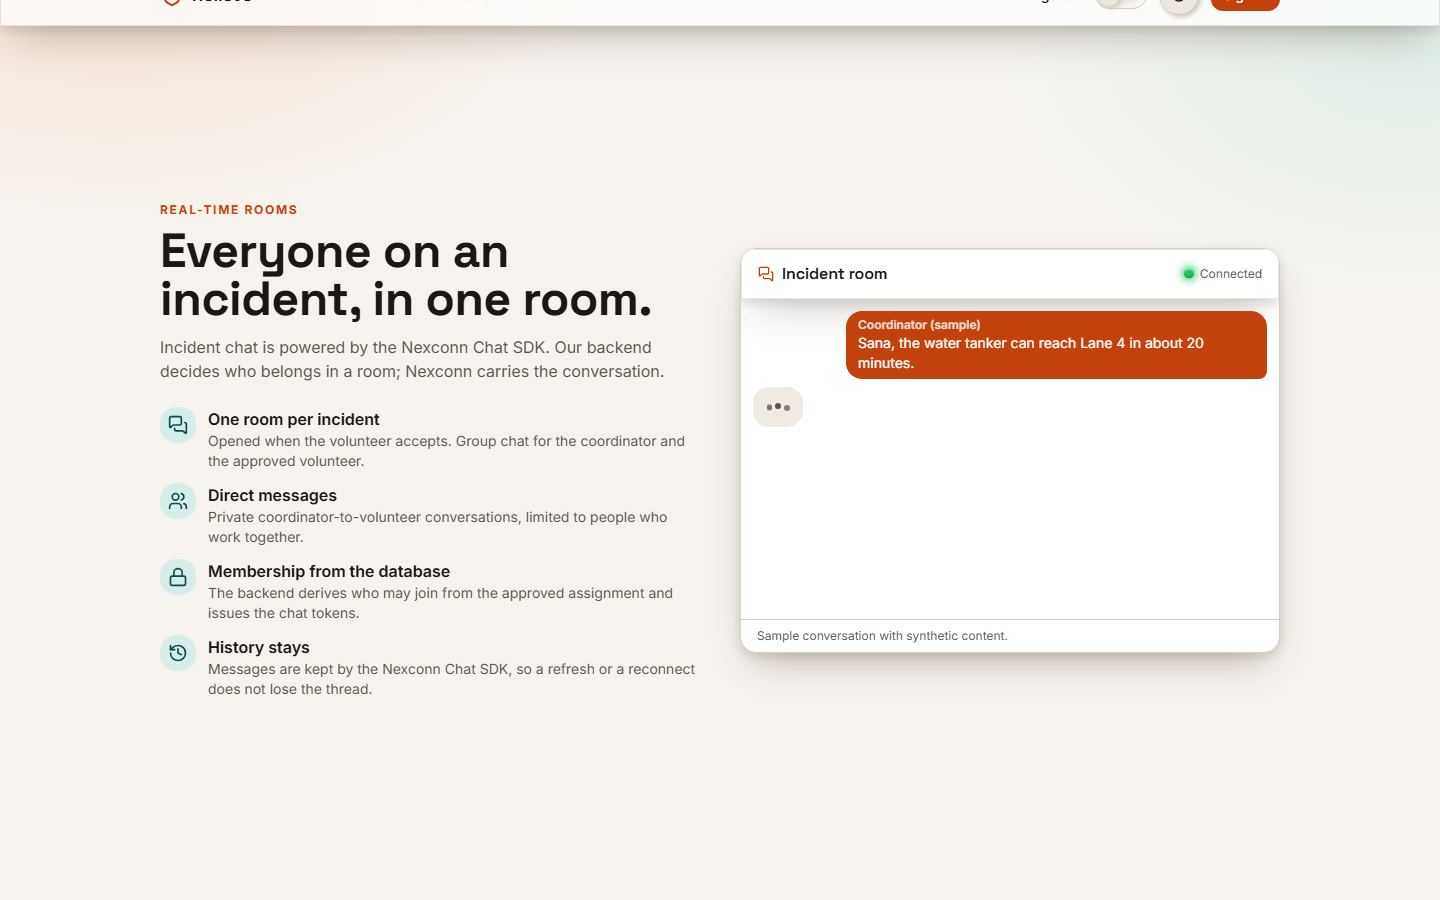 REAL-TIME ROOMS
Everyone on an
incident, in one room.
Incident chat is powered by the Nexconn Chat SDK. Our backend
decides who belongs in a room; Nexconn carries the conversation.
One room per incident
Opened when the volunteer accepts. Group chat for the coordinator and
the approved volunteer.
Direct messages
Private coordinator-to-volunteer conversations, limited to people who
work together.
Membership from the database
The backend derives who may join from the approved assignment and
issues the chat tokens.
History stays
Messages are kept by the Nexconn Chat SDK, so a refresh or a reconnect
does not lose the thread.
Incident room
Connected
Coordinator (sample)
Sana, the water tanker can reach Lane 4 in about 20
minutes.
Sample conversation with synthetic content.